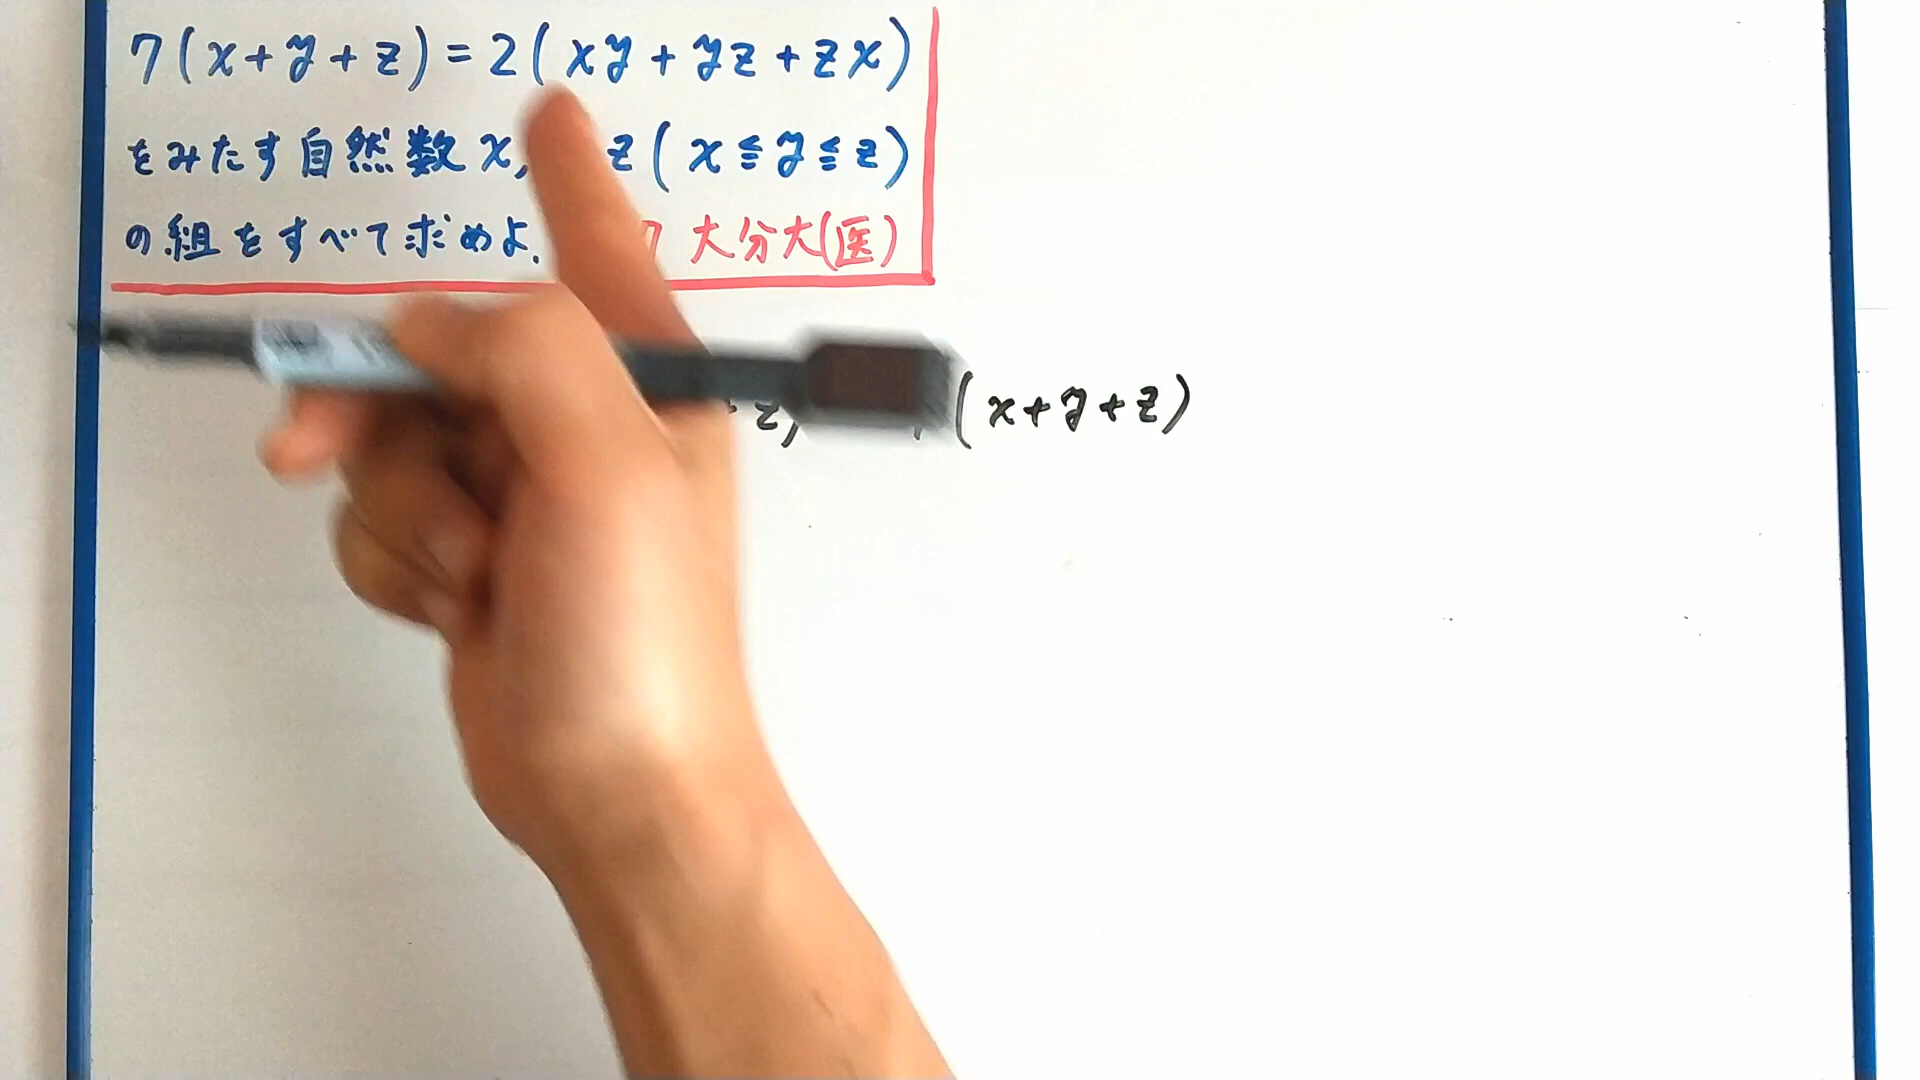 7(x+y+z)=2(xy+yz+zx)
をみたす自然数x, z(x≦y≦z)
の組をすべて求めよ. 大分大(医)
z) (x+y+z)